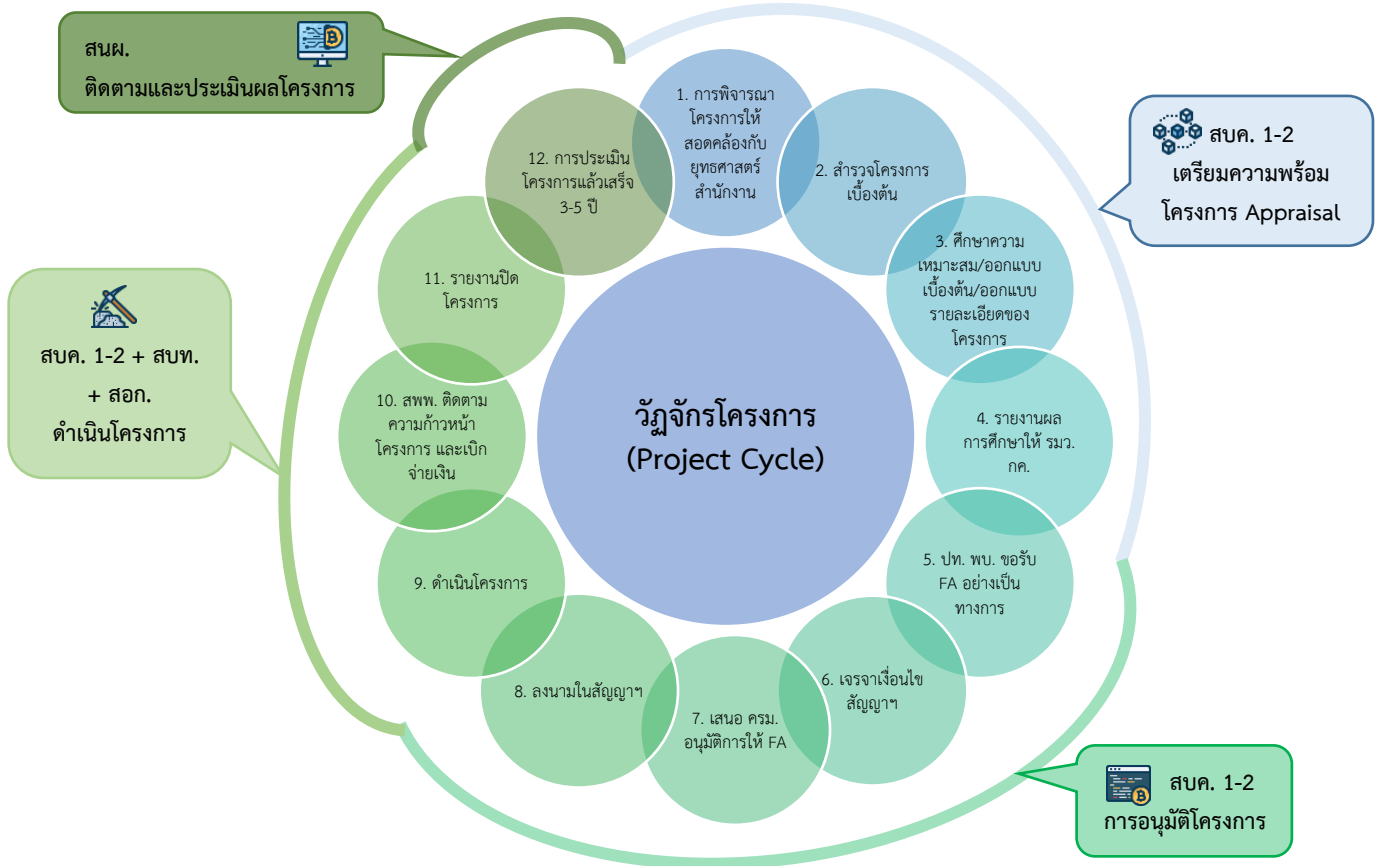 สนผ.
ติดตามและประเมินผลโครงการ
สบค. 1-2
เตรียมความพร้อม
โครงการ Appraisal
สบค. 1-2 + สบท.
+ สอก.
ดำเนินโครงการ
สบค. 1-2
การอนุมัติโครงการ
วัฏจักรโครงการ
(Project Cycle)
1. การพิจารณา
โครงการให้
สอดคล้องกับ
ยุทธศาสตร์
สำนักงาน
2. สำรวจโครงการ
เบื้องต้น
3. ศึกษาความ
เหมาะสม/ออกแบบ
เบื้องต้น/ออกแบบ
รายละเอียดของ
โครงการ
4. รายงานผล
การศึกษาให้ รมว.
กค.
5. ปท. พบ. ขอรับ
FA อย่างเป็น
ทางการ
6. เจรจาเงื่อนไข
สัญญาฯ
7. เสนอ ครม.
อนุมัติการให้ FA
8. ลงนามในสัญญาฯ
9. ดำเนินโครงการ
10. สพพ. ติดตาม
ความก้าวหน้า
โครงการ และเบิก
จ่ายเงิน
11. รายงานปิด
โครงการ
12. การประเมิน
โครงการแล้วเสร็จ
3-5 ปี